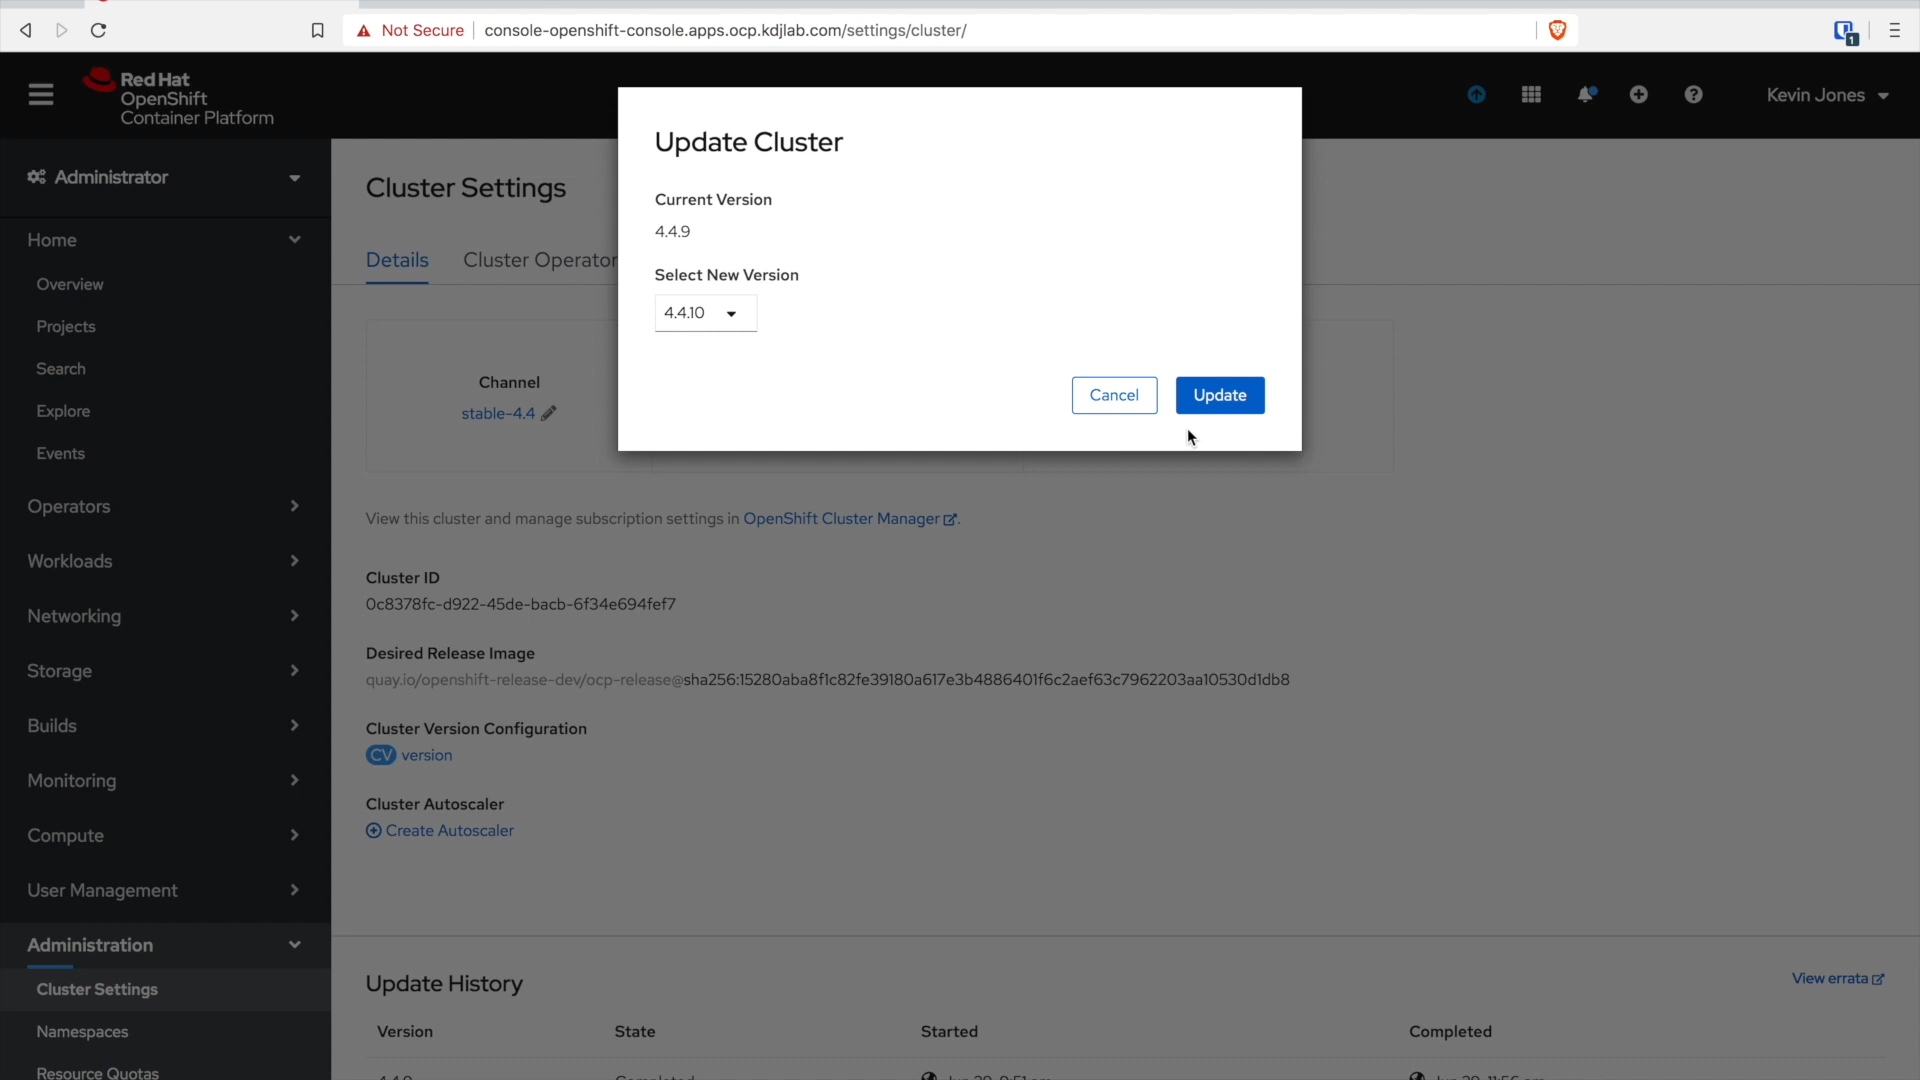 Not Secure
console-openshift-console.apps.ocp.kdjlab.com/settings/cluster/
1
Red Hat
OpenShift
Container Platform
Kevin Jones
Administrator
Home
Overview
Projects
Search
Explore
Events
Operators
Workloads
Networking
Storage
Builds
Monitoring
Compute
User Management
Administration
Cluster Settings
Namespaces
Resource Quotas
Cluster Settings
Details
Cluster Operator
Update Cluster
Current Version
4.4.9
Select New Version
4.4.10
Cancel
Update
Channel
stable-4.4
View this cluster and manage subscription settings in OpenShift Cluster Manager.
Cluster ID
0c8378fc-d922-45de-bacb-6f34e694fef7
Desired Release Image
quay.io/openshift-release-dev/ocp-release@sha256:15280aba8f1c82fe39180a617e3b4886401f6c2aef63c7962203aa10530d1db8
Cluster Version Configuration
CV version
Cluster Autoscaler
Create Autoscaler
Update History
View errata
Version State Started Completed